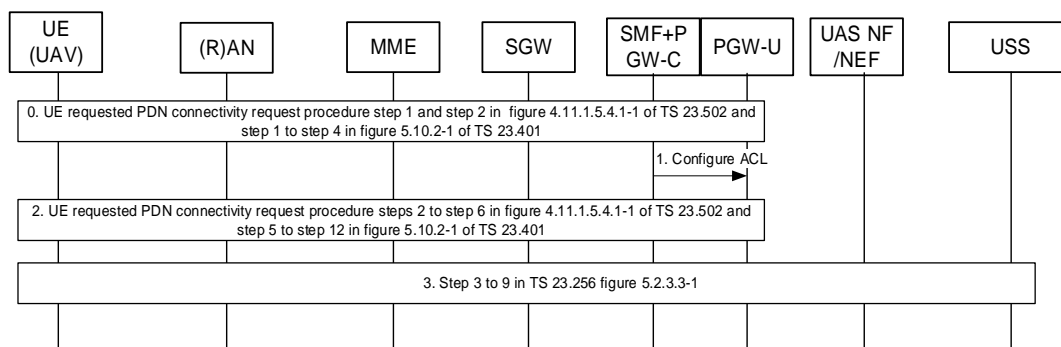 UE
(UAV)
(R)AN
MME
SGW
SMF+P
GW-C
PGW-U
UAS NF
/NEF
USS
0. UE requested PDN connectivity request procedure step 1 and step 2 in figure 4.11.1.5.4.1-1 of TS 23.502 and
step 1 to step 4 in figure 5.10.2-1 of TS 23.401
1. Configure ACL
2. UE requested PDN connectivity request procedure steps 2 to step 6 in figure 4.11.1.5.4.1-1 of TS 23.502 and
step 5 to step 12 in figure 5.10.2-1 of TS 23.401
3. Step 3 to 9 in TS 23.256 figure 5.2.3.3-1